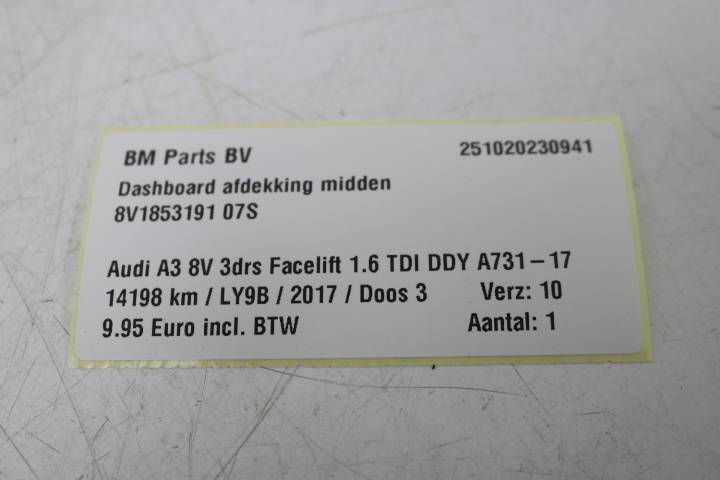 BM Parts BV 251020230941
Dashboard afdekking midden
8V1853191 07S
Audi A3 8V 3drs Facelift 1.6 TDI DDY A731-17
14198 km / LY9B / 2017 / Doos 3 Verz: 10
9.95 Euro incl. BTW Aantal: 1